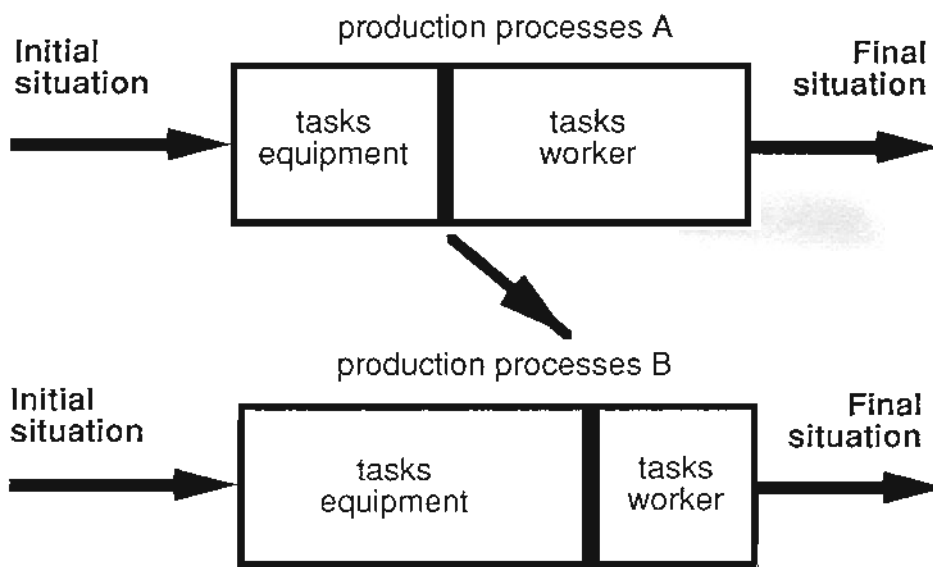 production processes A
Initial
situation
Final
situation
tasks
equipment
tasks
worker
production processes B
Initial
situation
Final
situation
tasks
equipment
tasks
worker